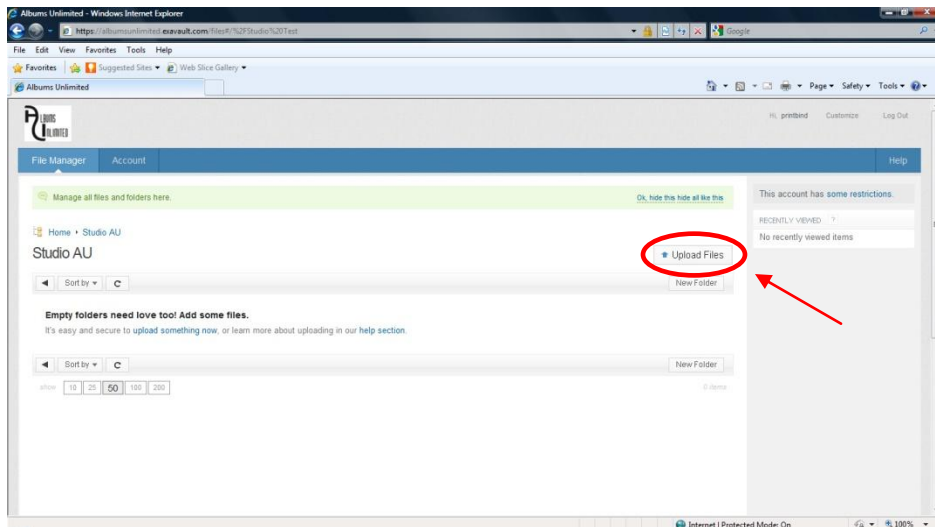 Albums Unlimited - Windows Internet Explorer
https://albumsunlimited.exavault.com/files#/%2FStudio%20Test
Google
File Edit View Favorites Tools Help
Favorites Suggested Sites Web Slice Gallery
Albums Unlimited
Page Safety Tools
ALBUMS
UNLIMITED
Hi, printbind Customize Log Out
File Manager Account Help
Manage all files and folders here.
Ok, hide this hide all like this
This account has some restrictions.
RECENTLY VIEWED ?
No recently viewed items
Home Studio AU
Studio AU
Upload Files
Sort by C New Folder
Empty folders need love too! Add some files.
It's easy and secure to upload something now, or learn more about uploading in our help section.
Sort by C New Folder
show 10 25 50 100 200 0 items
Internet | Protected Mode: On 100%